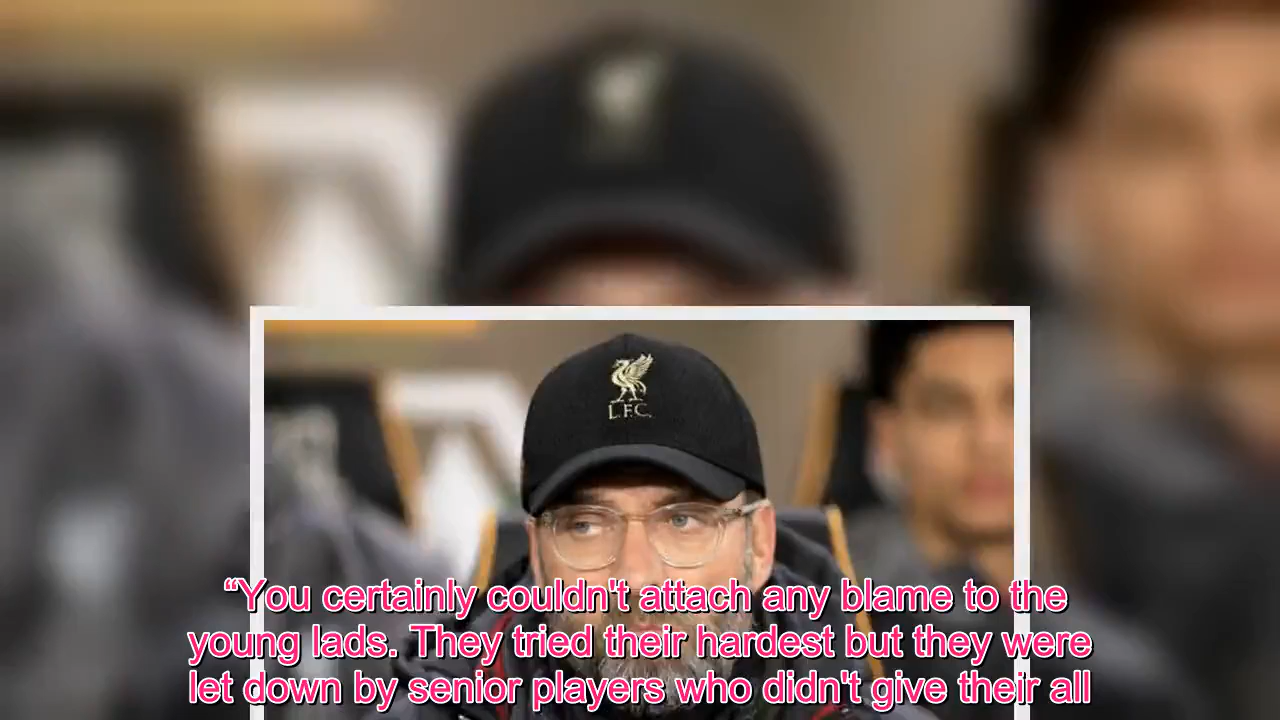 L.F.C.
“You certainly couldn't attach any blame to the
young lads. They tried their hardest but they were
let down by senior players who didn't give their all